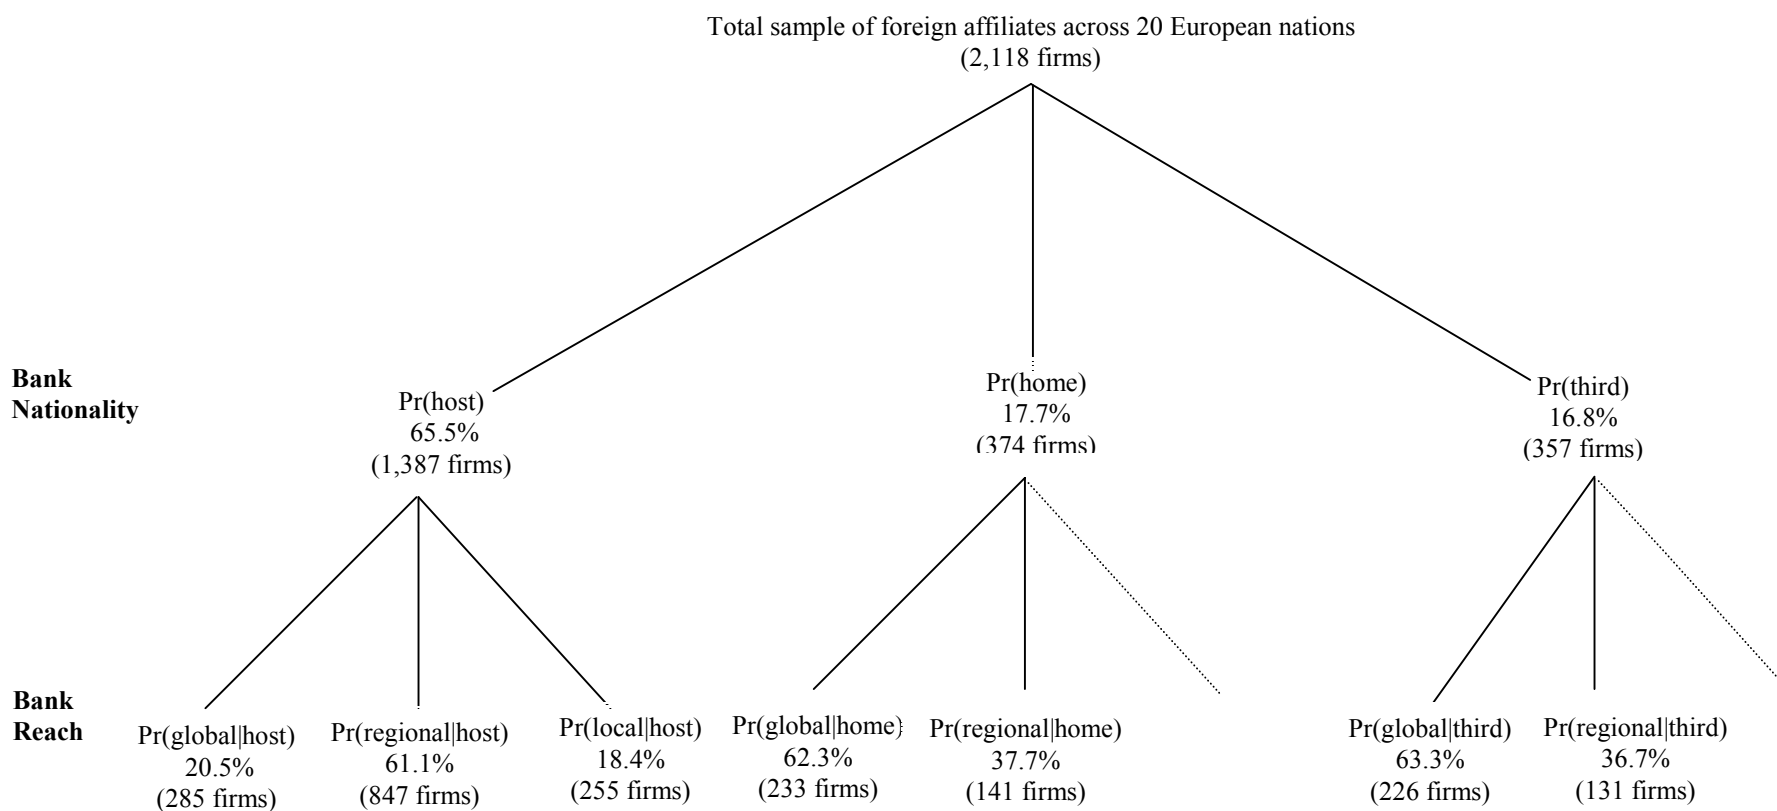 Total sample of foreign affiliates across 20 European nations
(2,118 firms)
Bank
Nationality
Pr(host)
65.5%
(1,387 firms)
Pr(home)
17.7%
(374 firms)
Pr(third)
16.8%
(357 firms)
Bank
Reach
Pr(global|host)
20.5%
(285 firms)
Pr(regional|host)
61.1%
(847 firms)
Pr(local|host)
18.4%
(255 firms)
Pr(global|home)
62.3%
(233 firms)
Pr(regional|home)
37.7%
(141 firms)
Pr(global|third)
63.3%
(226 firms)
Pr(regional|third)
36.7%
(131 firms)